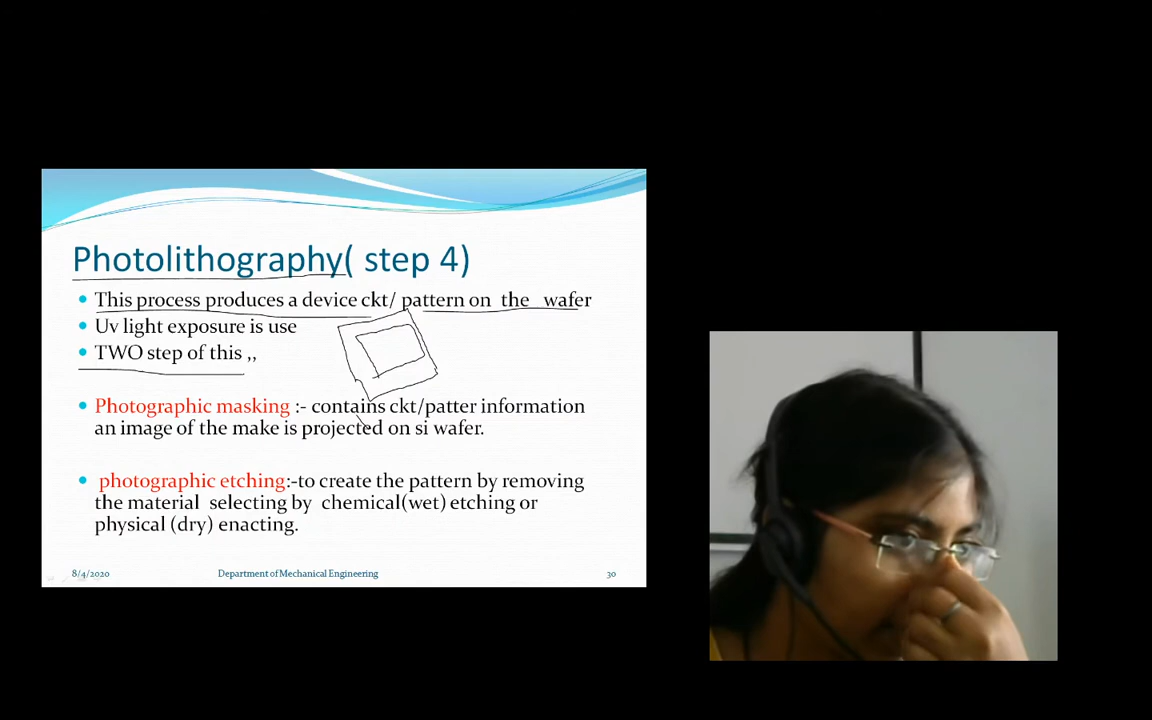 Photolithography( step 4)
This process produces a device ckt/ pattern on the wafer
Uv light exposure is use
TWO step of this ,,
Photographic masking :- contains ckt/patter information
an image of the make is projected on si wafer.
photographic etching:-to create the pattern by removing
the material selecting by chemical(wet) etching or
physical (dry) enacting.
8/4/2020 Department of Mechanical Engineering 30